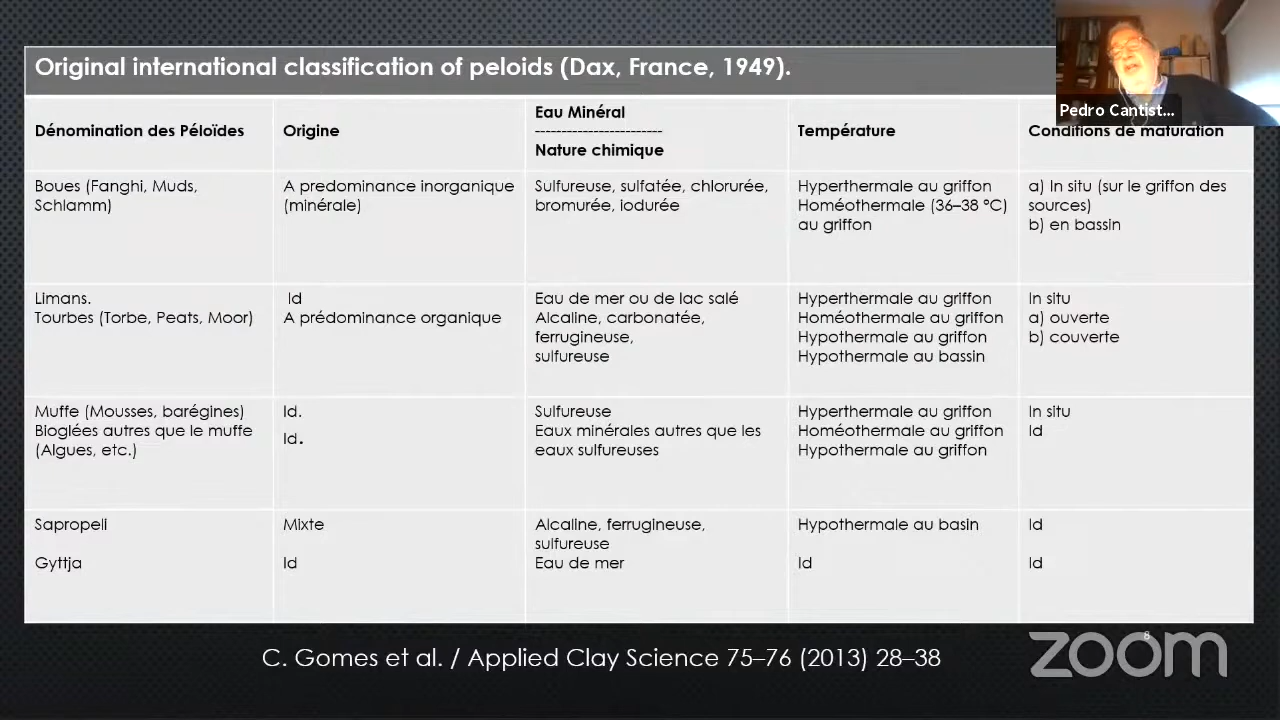 Original international classification of peloids (Dax, France, 1949).
Pedro Cantist...
Dénomination des Péloïdes
Origine
Eau Minéral
------------------------
Nature chimique
Température
Conditions de maturation
Boues (Fanghi, Muds,
Schlamm)
A predominance inorganique
(minérale)
Sulfureuse, sulfatée, chlorurée,
bromurée, iodurée
Hyperthermale au griffon
Homéothermale (36–38 °C)
au griffon
a) In situ (sur le griffon des
sources)
b) en bassin
Limans.
Tourbes (Torbe, Peats, Moor)
Id
A prédominance organique
Eau de mer ou de lac salé
Alcaline, carbonatée,
ferrugineuse,
sulfureuse
Hyperthermale au griffon
Homéothermale au griffon
Hypothermale au griffon
Hypothermale au bassin
In situ
a) ouverte
b) couverte
Muffe (Mousses, barégines)
Bioglées autres que le muffe
(Algues, etc.)
Id.
Id.
Sulfureuse
Eaux minérales autres que les
eaux sulfureuses
Hyperthermale au griffon
Homéothermale au griffon
Hypothermale au griffon
In situ
Id
Sapropeli
Gyttja
Mixte
Id
Alcaline, ferrugineuse,
sulfureuse
Eau de mer
Hypothermale au basin
Id
Id
Id
C. Gomes et al. / Applied Clay Science 75–76 (2013) 28–38
8
zoom